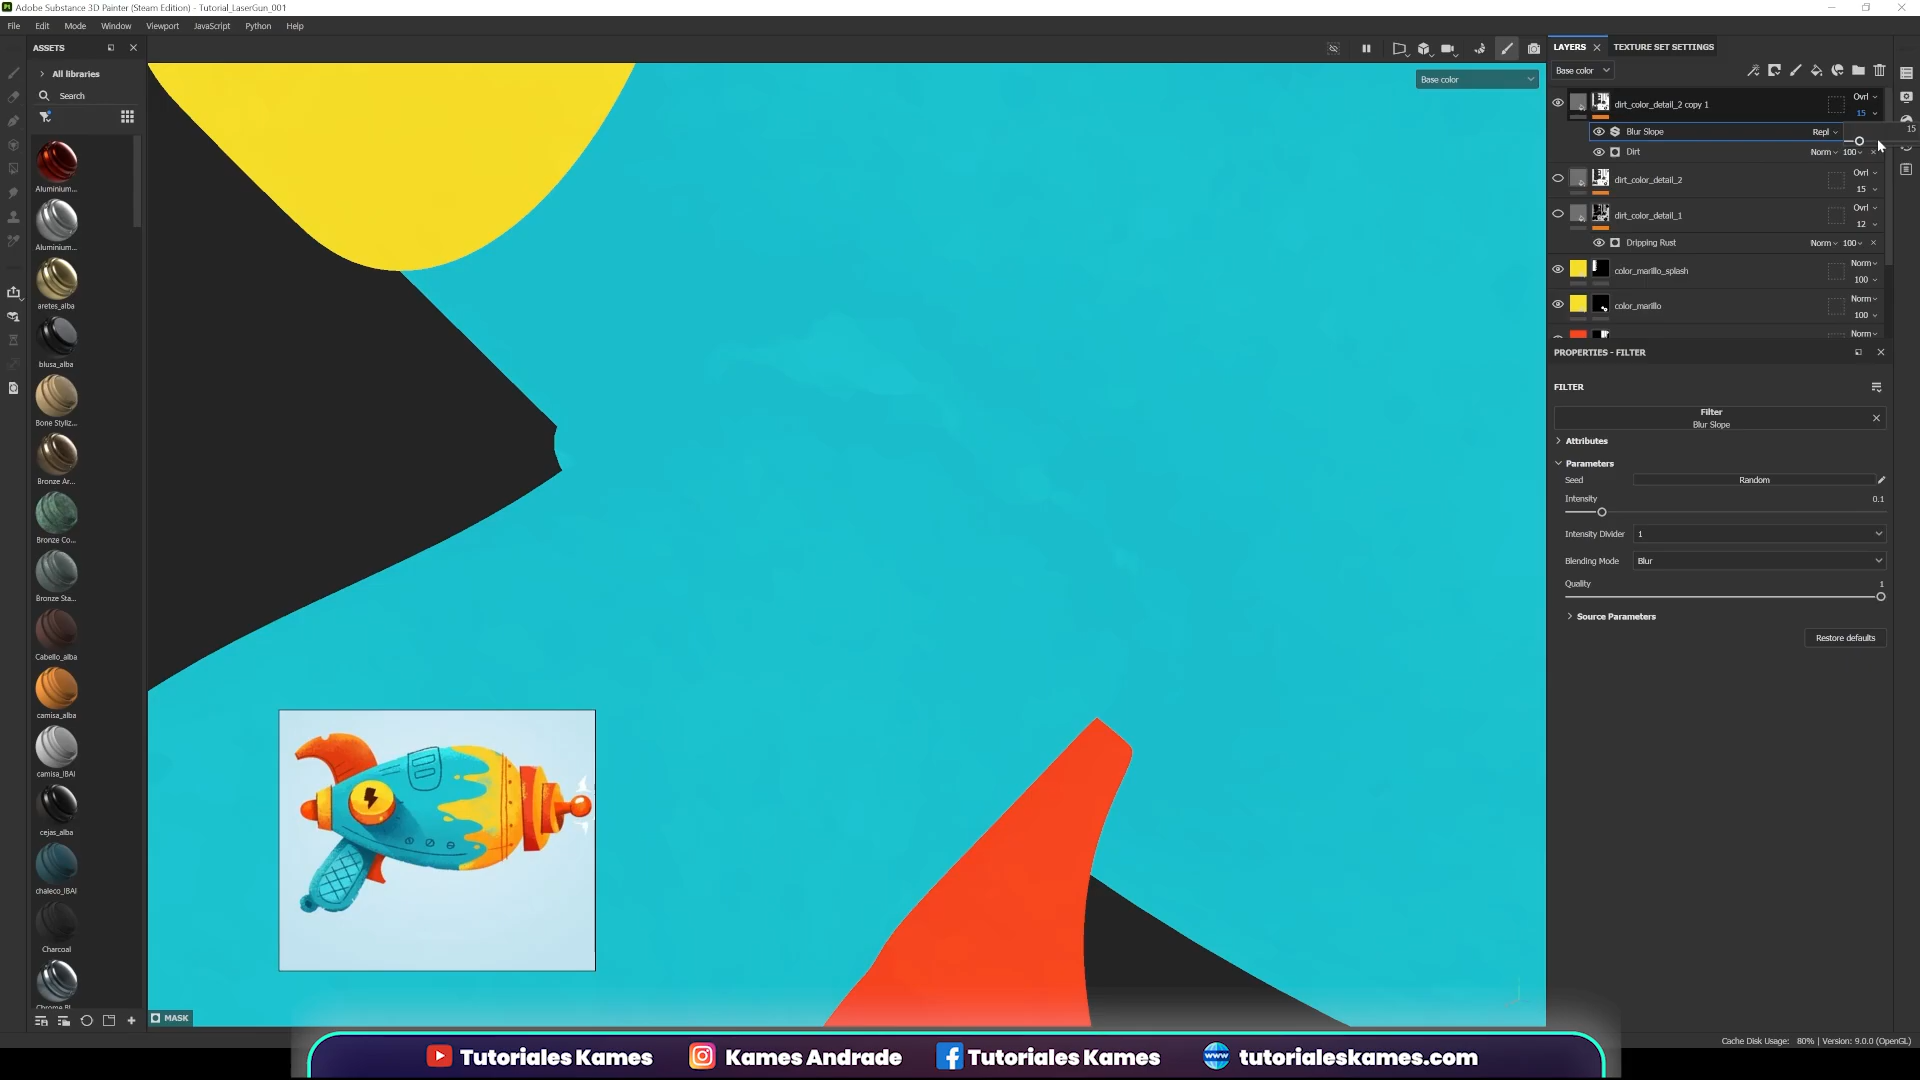 Adobe Substance 3D Painter (Steam Edition) - Tutorial_LaserGun_001
File Edit Mode Window Viewport JavaScript Python Help
ASSETS
All libraries
Search
Aluminium...
Aluminium...
aretes_alba
blusa_alba
Bone Styliz...
Bronze Ar...
Bronze Co...
Bronze Sta...
Cabello_alba
camisa_alba
camisa_IBAI
cejas_alba
chaleco_IBAI
Charcoal
Base color
MASK
LAYERS TEXTURE SET SETTINGS
Base color
dirt_color_detail_2 copy 1 Ovrl
15
Blur Slope Repl 15
Dirt Norm 100
dirt_color_detail_2 Ovrl
15
dirt_color_detail_1 Ovrl
12
Dripping Rust Norm 100
color_marillo_splash Norm
100
color_marillo Norm
100
Norm
PROPERTIES - FILTER
FILTER
Filter
Blur Slope
Attributes
Parameters
Seed Random
Intensity 0.1
Intensity Divider 1
Blending Mode Blur
Quality 1
Source Parameters
Restore defaults
Tutoriales Kames Kames Andrade Tutoriales Kames tutorialeskames.com
Cache Disk Usage: 80% | Version: 9.0.0 (OpenGL)